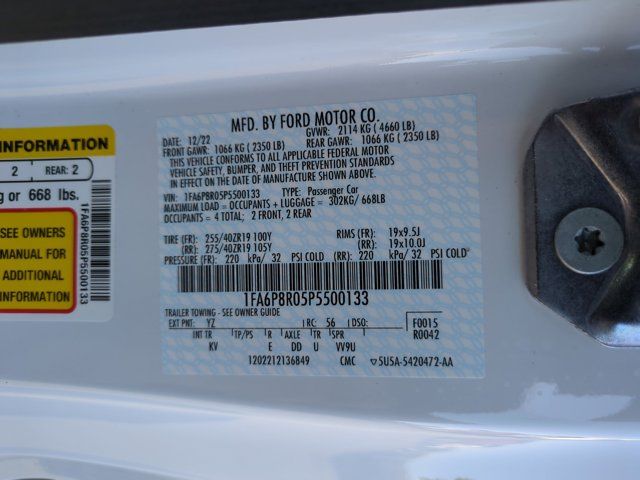 MFD. BY FORD MOTOR CO.
DATE: 12/22 GVWR: 2114 KG ( 4660 LB)
FRONT GAWR: 1066 KG ( 2350 LB) REAR GAWR: 1066 KG ( 2350 LB)
THIS VEHICLE CONFORMS TO ALL APPLICABLE FEDERAL MOTOR
VEHICLE SAFETY, BUMPER, AND THEFT PREVENTION STANDARDS
IN EFFECT ON THE DATE OF MANUFACTURE SHOWN ABOVE.
VIN: 1FA6P8R05P5500133 TYPE: Passenger Car
MAXIMUM LOAD = OCCUPANTS + LUGGAGE = 302KG/ 668LB
OCCUPANTS = 4 TOTAL; 2 FRONT, 2 REAR
TIRE (FF): 255/40ZR19 100Y RIMS (FF): 19x9.5J
(RR): 275/40ZR19 105Y (RR): 19x10.0J
PRESSURE (FF): 220 kPa/ 32 PSI COLD (RR): 220 kPa/ 32 PSI COLD
1FA6P8R05P5500133
TRAILER TOWING - SEE OWNER GUIDE
EXT PNT: YZ RC: 56 DSO: F0015
INT TR TP/PS R AXLE TR SPR R0042
KV E DD U VV9U
1202212136849 CMC 5U5A-5420472-AA
INFORMATION
2 REAR: 2
g or 668 lbs.
SEE OWNERS
MANUAL FOR
ADDITIONAL
INFORMATION
1FA6P8R05P5500133